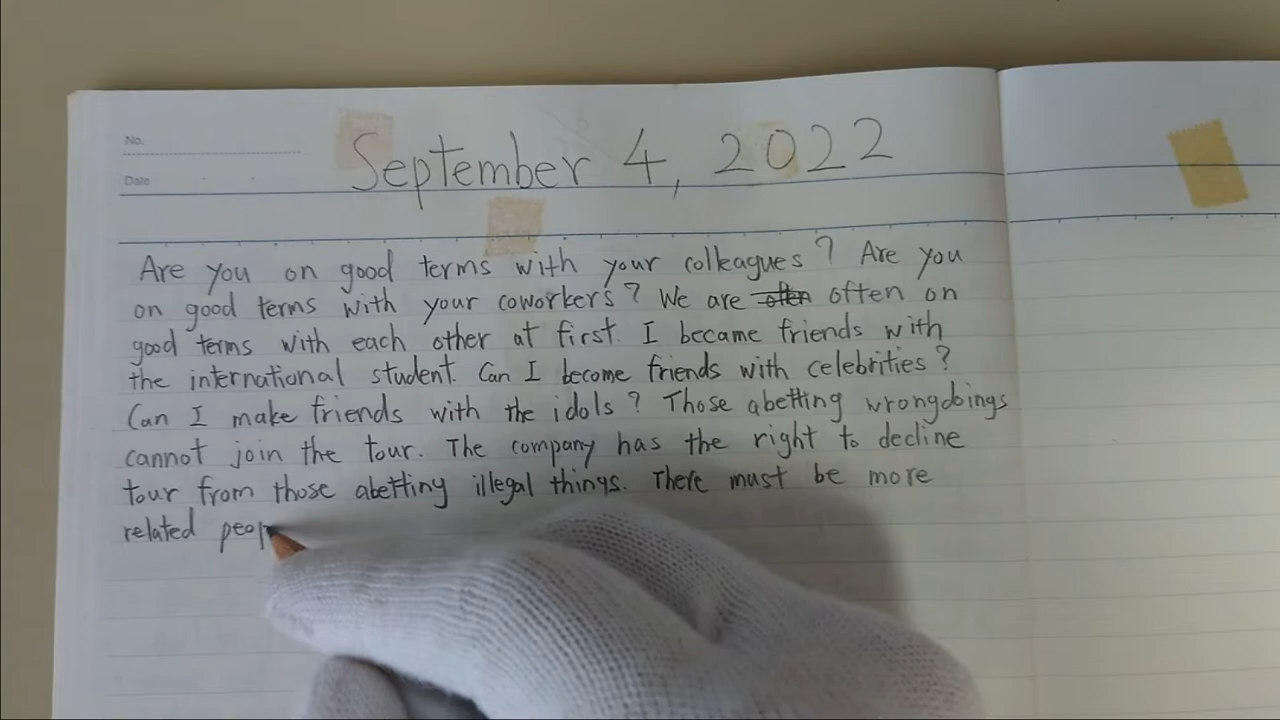 No.
Date
September 4, 2022
Are you on good terms with your colleagues? Are you
on good terms with your coworkers? We are often often on
good terms with each other at first. I became friends with
the international student. Can I become friends with celebrities?
Can I make friends with the idols? Those abetting wrongdoings
cannot join the tour. The company has the right to decline
tour from those abetting illegal things. There must be more
related peop